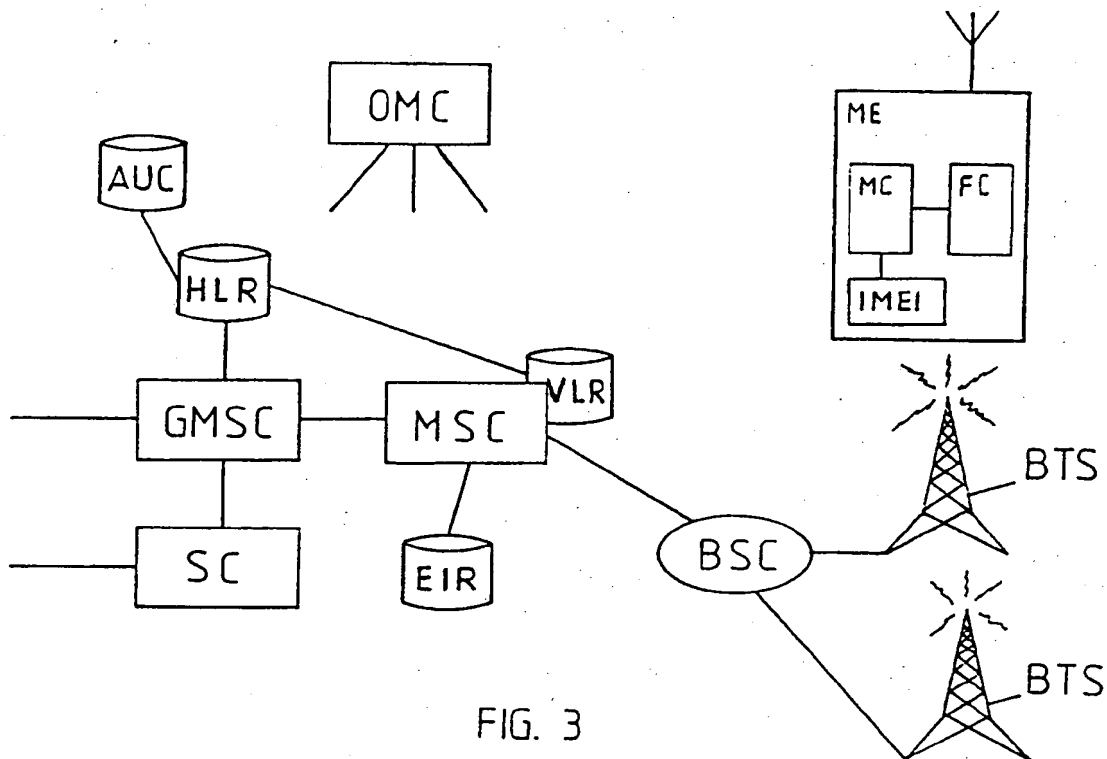 OMC
ME
AUC
MC
FC
HLR
IMEI
VLR
GMSC
MSC
BTS
SC
EIR
BSC
BTS
FIG. 3